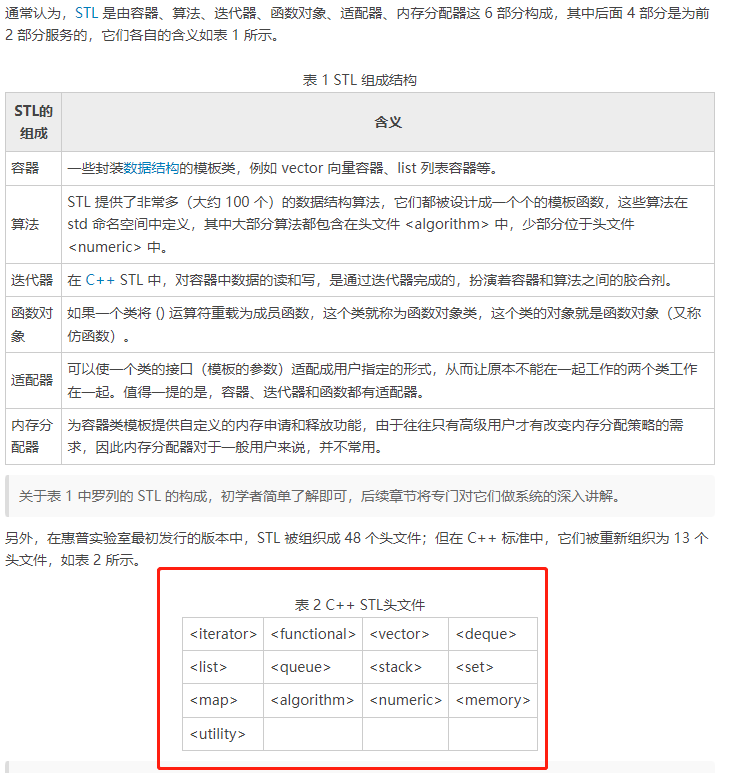 通常认为，STL 是由容器、算法、迭代器、函数对象、适配器、内存分配器这 6 部分构成，其中后面 4 部分是为前
2 部分服务的，它们各自的含义如表 1 所示。
表 1 STL 组成结构
STL的
组成
含义
容器
一些封装数据结构的模板类，例如 vector 向量容器、list 列表容器等。
算法
STL 提供了非常多（大约 100 个）的数据结构算法，它们都被设计成一个个的模板函数，这些算法在
std 命名空间中定义，其中大部分算法都包含在头文件 <algorithm> 中，少部分位于头文件
<numeric> 中。
迭代器
在 C++ STL 中，对容器中数据的读和写，是通过迭代器完成的，扮演着容器和算法之间的胶合剂。
函数对
象
如果一个类将 () 运算符重载为成员函数，这个类就称为函数对象类，这个类的对象就是函数对象（又称
仿函数）。
适配器
可以使一个类的接口（模板的参数）适配成用户指定的形式，从而让原本不能在一起工作的两个类工作
在一起。值得一提的是，容器、迭代器和函数都有适配器。
内存分
配器
为容器类模板提供自定义的内存申请和释放功能，由于往往只有高级用户才有改变内存分配策略的需
求，因此内存分配器对于一般用户来说，并不常用。
关于表 1 中罗列的 STL 的构成，初学者简单了解即可，后续章节将专门对它们做系统的深入讲解。
另外，在惠普实验室最初发行的版本中，STL 被组织成 48 个头文件；但在 C++ 标准中，它们被重新组织为 13 个
头文件，如表 2 所示。
表 2 C++ STL头文件
<iterator> <functional> <vector> <deque>
<list> <queue> <stack> <set>
<map> <algorithm> <numeric> <memory>
<utility>